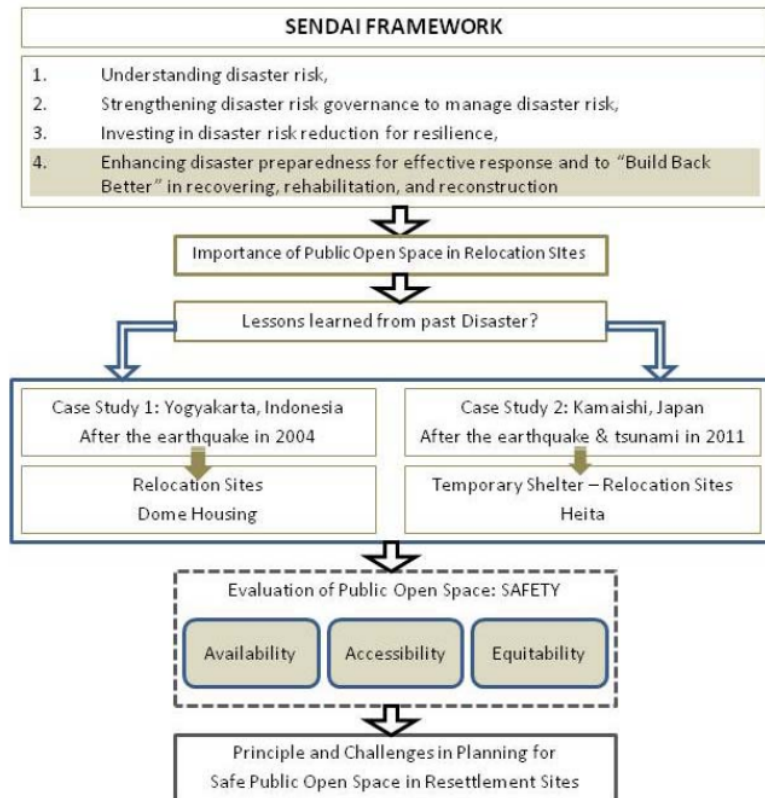 SENDAI FRAMEWORK
1. Understanding disaster risk,
2. Strengthening disaster risk governance to manage disaster risk,
3. Investing in disaster risk reduction for resilience,
4. Enhancing disaster preparedness for effective response and to “Build Back
Better” in recovering, rehabilitation, and reconstruction
Importance of Public Open Space in Relocation SItes
Lessons learned from past Disaster?
Case Study 1: Yogyakarta, Indonesia
After the earthquake in 2004
Relocation Sites
Dome Housing
Case Study 2: Kamaishi, Japan
After the earthquake & tsunami in 2011
Temporary Shelter – Relocation Sites
Heita
Evaluation of Public Open Space: SAFETY
Availability
Accessibility
Equitability
Principle and Challenges in Planning for
Safe Public Open Space in Resettlement Sites